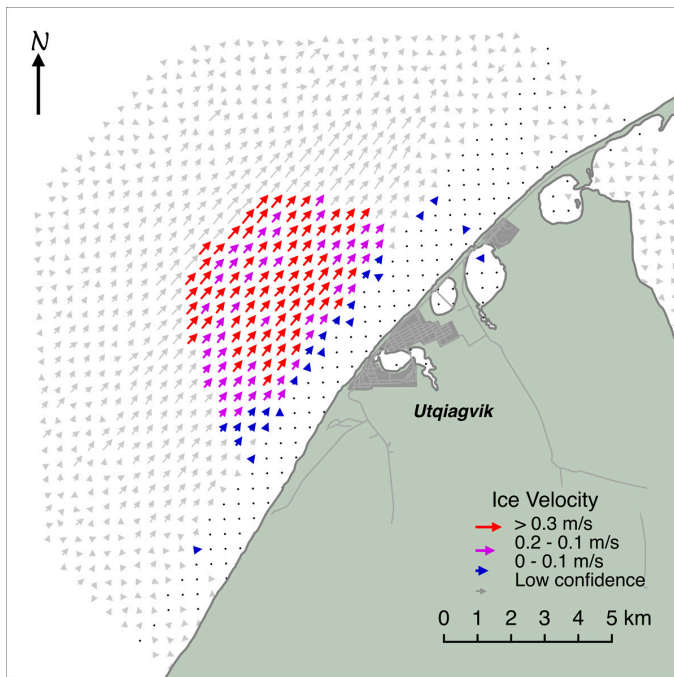 N
Utqiagvik
Ice Velocity
> 0.3 m/s
0.2 - 0.1 m/s
0 - 0.1 m/s
Low confidence
0 1 2 3 4 5 km